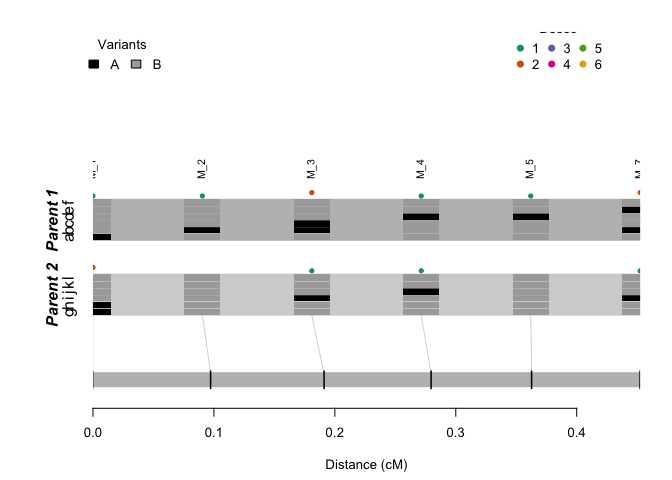 Variants
A B
1 3 5
2 4 6
M_2 M_3 M_4 M_5
Parent 1
abcdef
Parent 2
ghijkl
0.0 0.1 0.2 0.3 0.4
Distance (cM)